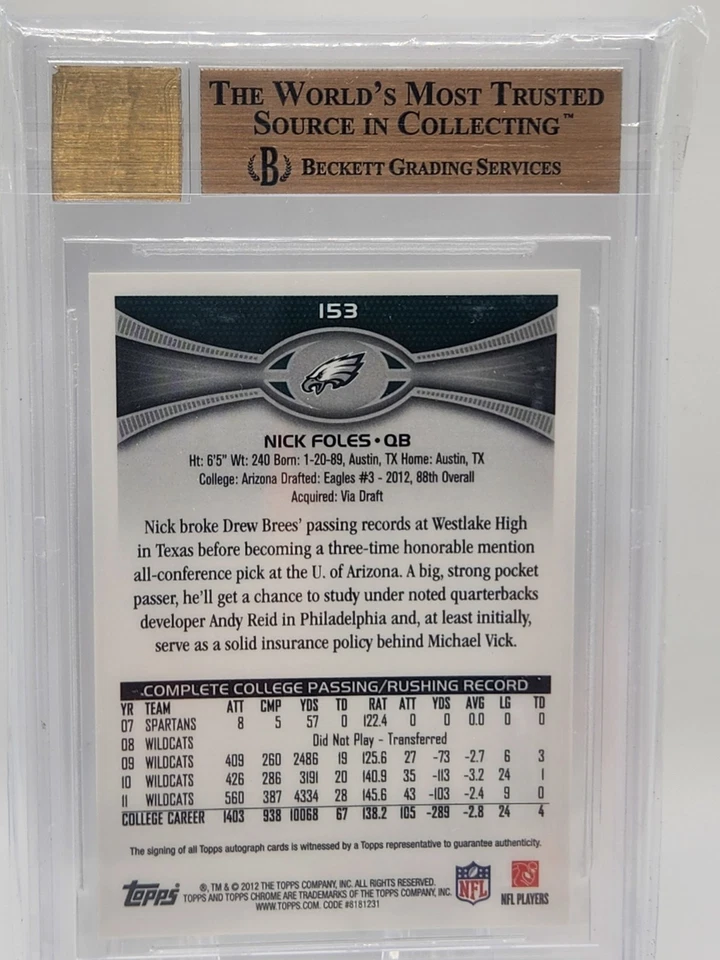 THE WORLD'S MOST TRUSTED
SOURCE IN COLLECTING™
B BECKETT GRADING SERVICES
153
NICK FOLES • QB
Ht: 6'5" Wt: 240 Born: 1-20-89, Austin, TX Home: Austin, TX
College: Arizona Drafted: Eagles #3 - 2012, 88th Overall
Acquired: Via Draft
Nick broke Drew Brees' passing records at Westlake High
in Texas before becoming a three-time honorable mention
all-conference pick at the U. of Arizona. A big, strong pocket
passer, he'll get a chance to study under noted quarterbacks
developer Andy Reid in Philadelphia and, at least initially,
serve as a solid insurance policy behind Michael Vick.
COMPLETE COLLEGE PASSING/RUSHING RECORD
YR TEAM ATT CMP YDS TD RAT ATT YDS AVG LG TD
07 SPARTANS 8 5 57 0 122.4 0 0 0.0 0 0
08 WILDCATS Did Not Play - Transferred
09 WILDCATS 409 260 2486 19 125.6 27 -73 -2.7 6 3
10 WILDCATS 426 286 3191 20 140.9 35 -113 -3.2 24 1
11 WILDCATS 560 387 4334 28 145.6 43 -103 -2.4 9 0
COLLEGE CAREER 1403 938 10068 67 138.2 105 -289 -2.8 24 4
The signing of all Topps autograph cards is witnessed by a Topps representative to guarantee authenticity.
topps
®, TM & © 2012 THE TOPPS COMPANY, INC. ALL RIGHTS RESERVED.
TOPPS AND TOPPS CHROME ARE TRADEMARKS OF THE TOPPS COMPANY, INC.
WWW.TOPPS.COM. CODE #8181231
NFL
NFL PLAYERS